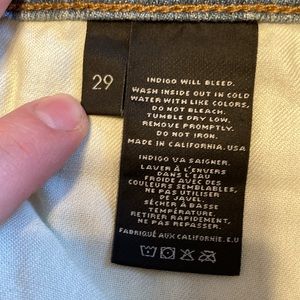 29
INDIGO WILL BLEED.
WASH INSIDE OUT IN COLD
WATER WITH LIKE COLORS,
DO NOT BLEACH.
TUMBLE DRY LOW.
REMOVE PROMPTLY.
DO NOT IRON.
MADE IN CALIFORNIA.USA
INDIGO VA SAIGNER.
LAVER À L'ENVERS
DANS L'EAU
FROIDE AVEC DES
COULEURS SEMBLABLES,
NE PAS UTILISER
DE JAVEL.
SÉCHER À BASSE
TEMPÉRATURE.
RETIRER RAPIDEMENT,
NE PAS REPASSER.
FABRIQUÉ AUX CALIFORNIE. E.U